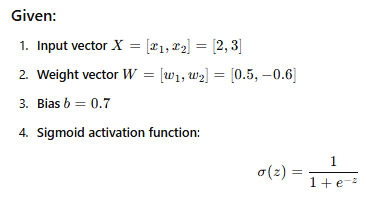 Given:
1. Input vector X = [x₁, x₂] = [2, 3]
2. Weight vector W = [w₁, w₂] = [0.5, −0.6]
3. Bias b = 0.7
4. Sigmoid activation function:
σ(z) = 1 / (1 + e⁻ᶻ)